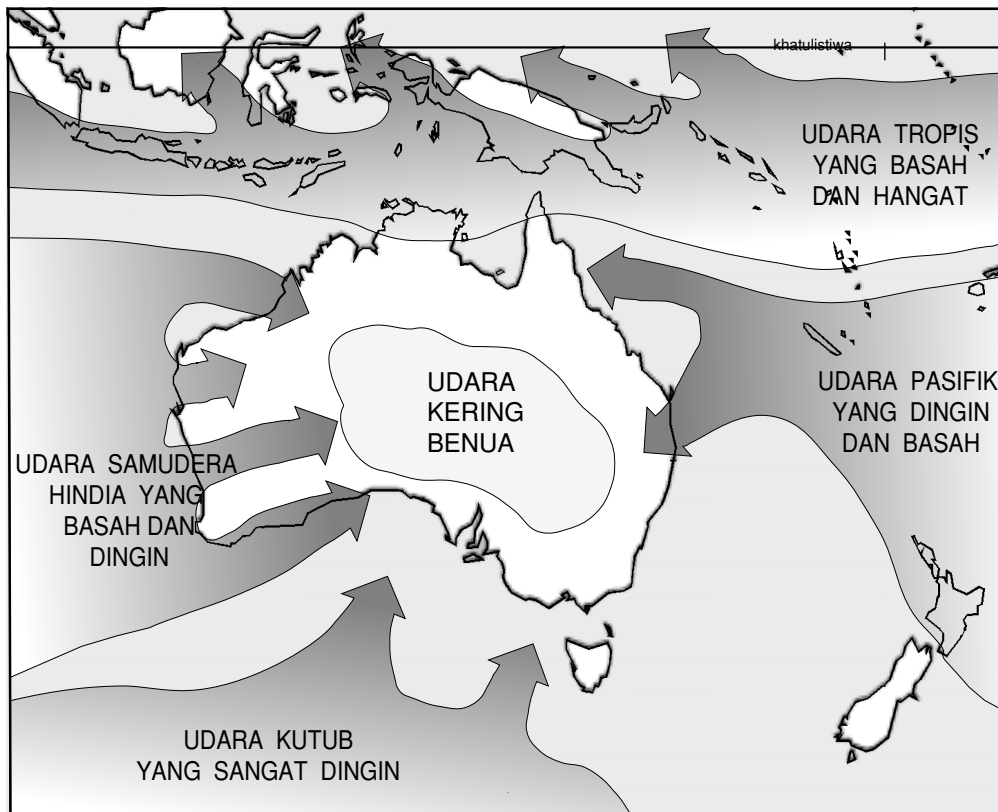 khatulistiwa
UDARA TROPIS
YANG BASAH
DAN HANGAT
UDARA
KERING
BENUA
UDARA PASIFIK
YANG DINGIN
DAN BASAH
UDARA SAMUDERA
HINDIA YANG
BASAH DAN
DINGIN
UDARA KUTUB
YANG SANGAT DINGIN